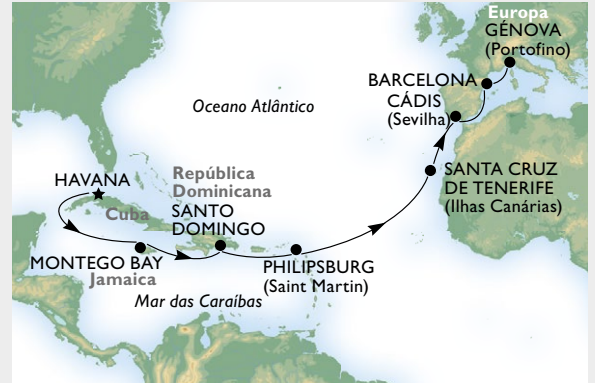 Europa
GÉNOVA
(Portofino)
BARCELONA
CÁDIS
(Sevilha)
Oceano Atlântico
SANTA CRUZ
DE TENERIFE
(Ilhas Canárias)
HAVANA
Cuba
República
Dominicana
SANTO
DOMINGO
MONTEGO BAY
Jamaica
PHILIPSBURG
(Saint Martin)
Mar das Caraíbas